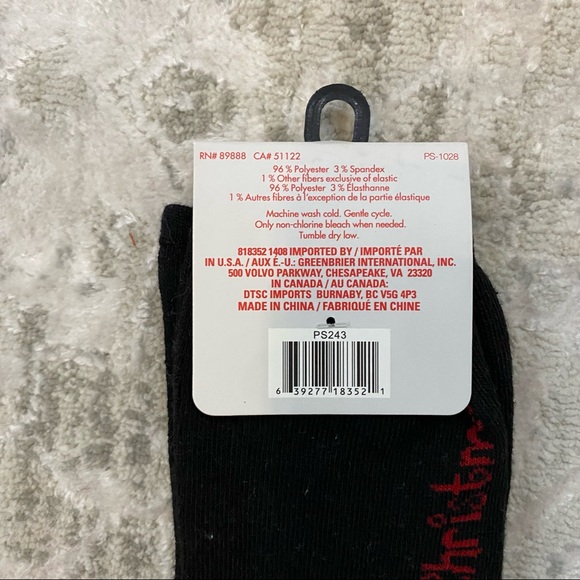 RN# 89888 CA# 51122 PS-1028
96 % Polyester 3 % Spandex
1 % Other fibers exclusive of elastic
96 % Polyester 3 % Élasthanne
1 % Autres fibres à l'exception de la partie élastique
Machine wash cold. Gentle cycle.
Only non-chlorine bleach when needed.
Tumble dry low.
818352 1408 IMPORTED BY / IMPORTÉ PAR
IN U.S.A. / AUX É.-U.: GREENBRIER INTERNATIONAL, INC.
500 VOLVO PARKWAY, CHESAPEAKE, VA 23320
IN CANADA / AU CANADA:
DTSC IMPORTS BURNABY, BC V5G 4P3
MADE IN CHINA / FABRIQUÉ EN CHINE
PS243
6 39277 18352 1